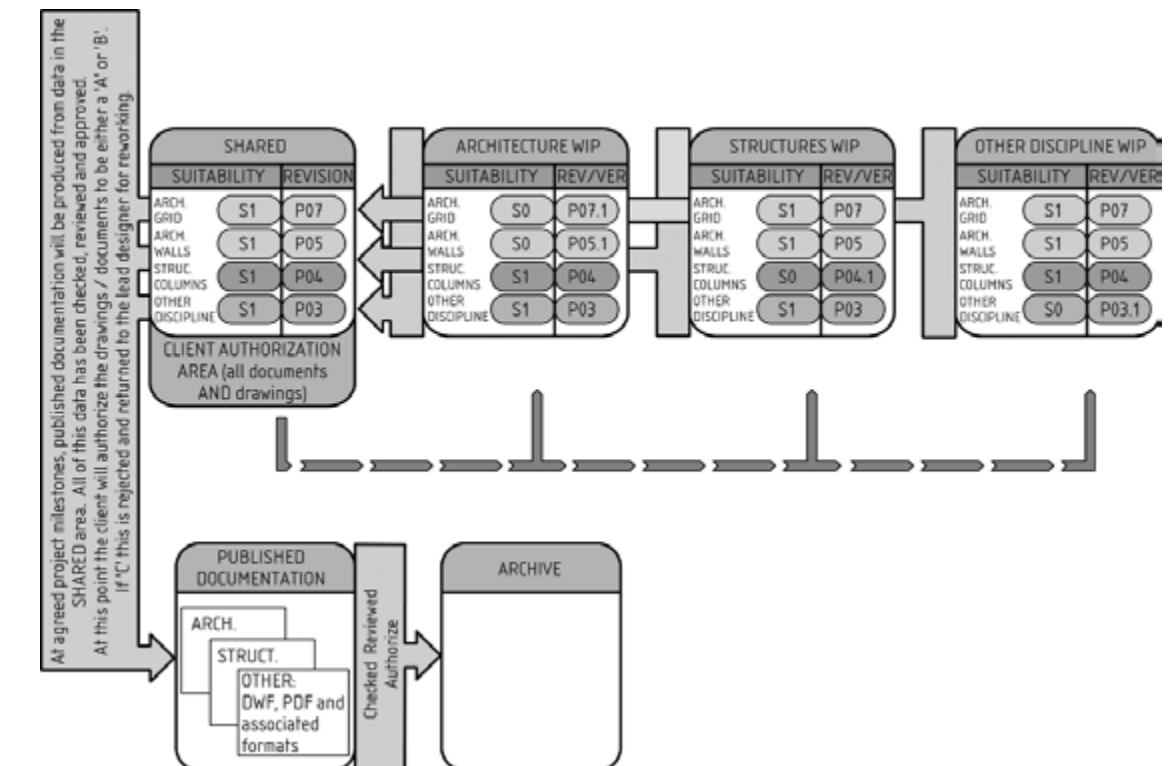 At agreed project milestones, published documentation will be produced from data in the
SHARED area. All of this data has been checked, reviewed and approved.
At this point the client will authorize the drawings / documents to be either a 'A' or 'B'.
If 'C' this is rejected and returned to the lead designer for reworking.
SHARED
SUITABILITY REVISION
ARCH.
GRID S1 P07
ARCH.
WALLS S1 P05
STRUC.
COLUMNS S1 P04
OTHER
DISCIPLINE S1 P03
CLIENT AUTHORIZATION
AREA (all documents
AND drawings)
ARCHITECTURE WIP
SUITABILITY REV/VER
ARCH.
GRID S0 P07.1
ARCH.
WALLS S0 P05.1
STRUC.
COLUMNS S1 P04
OTHER
DISCIPLINE S1 P03
STRUCTURES WIP
SUITABILITY REV/VER
ARCH.
GRID S1 P07
ARCH.
WALLS S1 P05
STRUC.
COLUMNS S0 P04.1
OTHER
DISCIPLINE S1 P03
OTHER DISCIPLINE WIP
SUITABILITY REV/VER
ARCH.
GRID S1 P07
ARCH.
WALLS S1 P05
STRUC.
COLUMNS S1 P04
OTHER
DISCIPLINE S0 P03.1
PUBLISHED
DOCUMENTATION
ARCH.
STRUCT.
OTHER:
DWF, PDF and
associated
formats
Checked Reviewed
Authorize
ARCHIVE